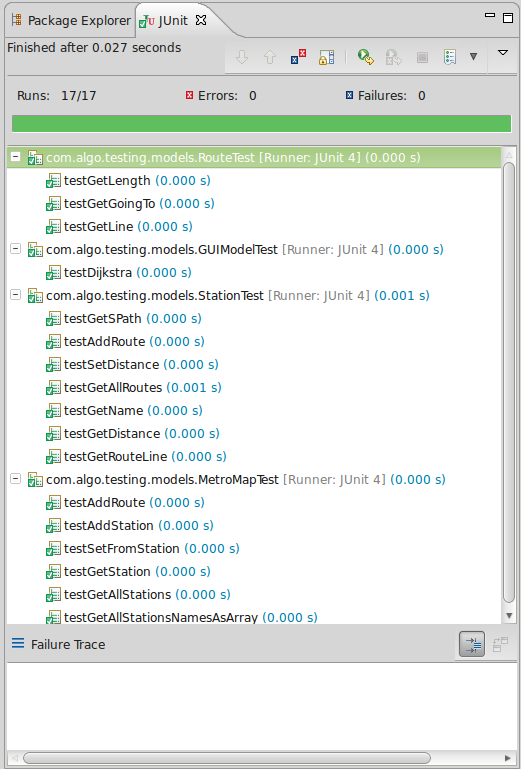 Package Explorer JUnit
Finished after 0.027 seconds
Runs: 17/17 Errors: 0 Failures: 0
com.algo.testing.models.RouteTest [Runner: JUnit 4] (0.000 s)
testGetLength (0.000 s)
testGetGoingTo (0.000 s)
testGetLine (0.000 s)
com.algo.testing.models.GUIModelTest [Runner: JUnit 4] (0.000 s)
testDijkstra (0.000 s)
com.algo.testing.models.StationTest [Runner: JUnit 4] (0.001 s)
testGetSPath (0.000 s)
testAddRoute (0.000 s)
testSetDistance (0.000 s)
testGetAllRoutes (0.001 s)
testGetName (0.000 s)
testGetDistance (0.000 s)
testGetRouteLine (0.000 s)
com.algo.testing.models.MetroMapTest [Runner: JUnit 4] (0.000 s)
testAddRoute (0.000 s)
testAddStation (0.000 s)
testSetFromStation (0.000 s)
testGetStation (0.000 s)
testGetAllStations (0.000 s)
testGetAllStationsNamesAsArray (0.000 s)
Failure Trace